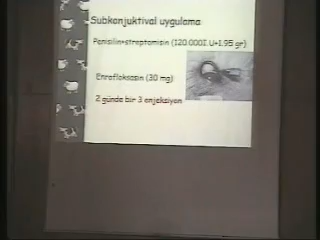 Subkonjuktival uygulama
Penisilin+streptomisin (120.000I.U+1.95 gr)
Enrofloksasin (30 mg)
2 günde bir 3 enjeksiyon